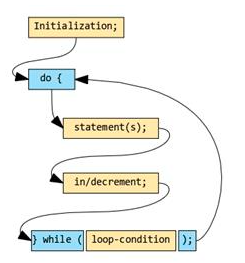 Initialization;
do {
statement(s);
in/decrement;
} while ( loop-condition );